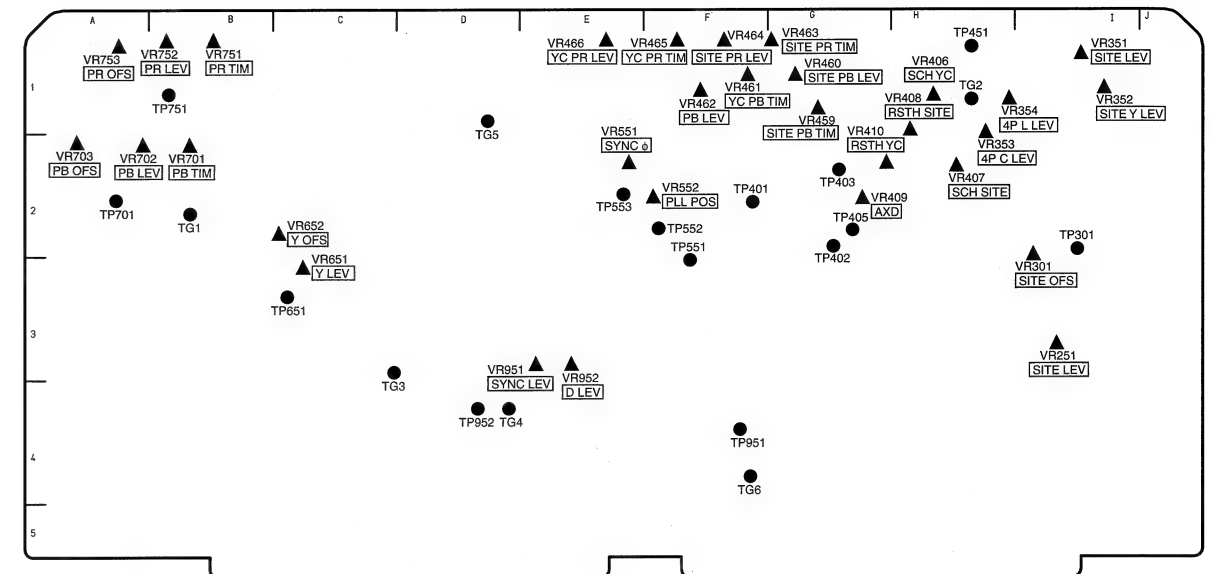 A B C D E F G H I J
1
2
3
4
5
VR753
PR OFS
VR752
PR LEV
VR751
PR TIM
TP751
VR703
PB OFS
VR702
PB LEV
VR701
PB TIM
TP701
TG1
VR652
Y OFS
VR651
Y LEV
TP651
TG3
TG5
VR466
YC PR LEV
VR465
YC PR TIM
VR464
SITE PR LEV
VR463
SITE PR TIM
VR460
SITE PB LEV
VR461
YC PB TIM
VR462
PB LEV
VR459
SITE PB TIM
VR551
SYNC ϕ
TP553
VR552
PLL POS
TP552
TP551
TP401
TP403
VR409
AXD
TP405
TP402
VR410
RSTH YC
VR408
RSTH SITE
VR406
SCH YC
TP451
TG2
VR354
4P L LEV
VR353
4P C LEV
VR407
SCH SITE
VR351
SITE LEV
VR352
SITE Y LEV
TP301
VR301
SITE OFS
VR251
SITE LEV
VR951
SYNC LEV
VR952
D LEV
TP952
TG4
TP951
TG6